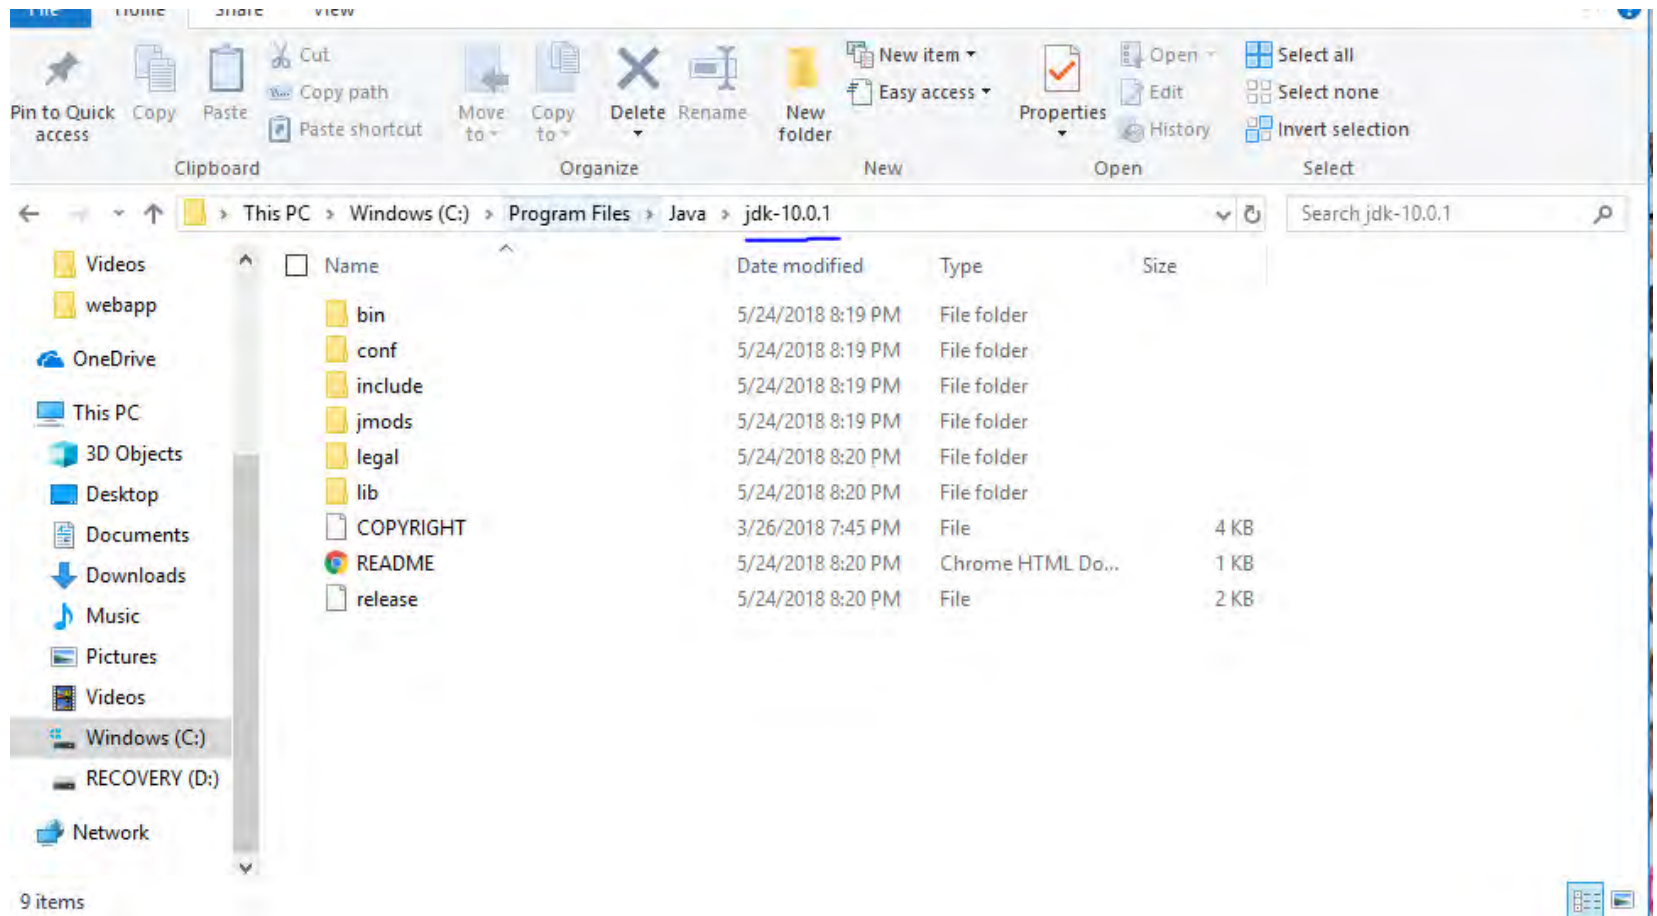 File Home Share View
Cut
New item
Open
Select all
Copy path
Easy access
Edit
Select none
Pin to Quick access
Copy
Paste
Paste shortcut
Move to
Copy to
Delete
Rename
New folder
Properties
History
Invert selection
Clipboard Organize New Open Select
This PC > Windows (C:) > Program Files > Java > jdk-10.0.1
Search jdk-10.0.1
Name Date modified Type Size
Videos
webapp
OneDrive
This PC
3D Objects
Desktop
Documents
Downloads
Music
Pictures
Videos
Windows (C:)
RECOVERY (D:)
Network
bin 5/24/2018 8:19 PM File folder
conf 5/24/2018 8:19 PM File folder
include 5/24/2018 8:19 PM File folder
jmods 5/24/2018 8:19 PM File folder
legal 5/24/2018 8:20 PM File folder
lib 5/24/2018 8:20 PM File folder
COPYRIGHT 3/26/2018 7:45 PM File 4 KB
README 5/24/2018 8:20 PM Chrome HTML Do... 1 KB
release 5/24/2018 8:20 PM File 2 KB
9 items